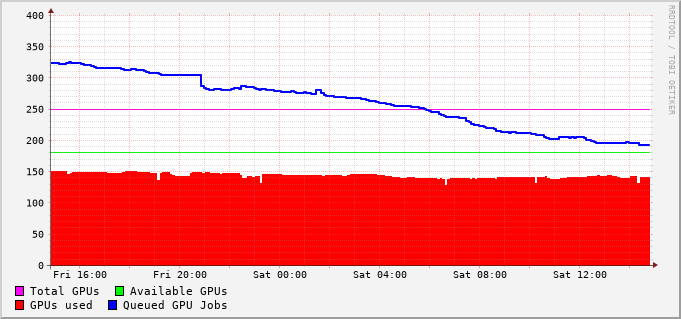 400
350
300
250
200
150
100
50
0
Fri 16:00 Fri 20:00 Sat 00:00 Sat 04:00 Sat 08:00 Sat 12:00
Total GPUs Available GPUs
GPUs used Queued GPU Jobs
RRDTOOL / TOBI OETIKER